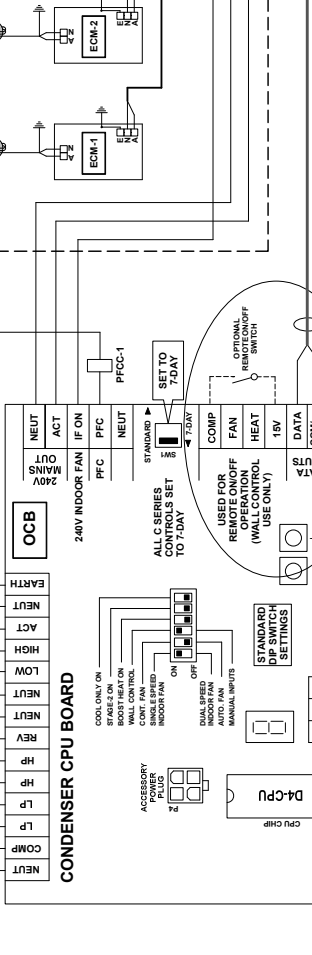 ECM-2
N
A
E
N
A
ECM-1
N
A
E
N
A
OPTIONAL
REMOTE ON/OFF
SWITCH
PFCC-1
SET TO
7-DAY
NEUT
ACT
IF ON
PFC
NEUT
240V
MAINS
OUT
240V INDOOR FAN
PFC
STANDARD
SW1
7-DAY
COMP
FAN
HEAT
15V
DATA
OCB
ALL C SERIES
CONTROLS SET
TO 7-DAY
USED FOR
REMOTE ON/OFF
OPERATION
(WALL CONTROL
USE ONLY)
EARTH
NEUT
ACT
HIGH
LOW
NEUT
NEUT
REV
HP
HP
LP
LP
COMP
NEUT
CONDENSER CPU BOARD
COOL ONLY ON
STAGE-2 ON
BOOST HEAT ON
WALL CONTROL
CONT. FAN
SINGLE SPEED
INDOOR FAN
ON
OFF
DUAL SPEED
INDOOR FAN
AUTO. FAN
MANUAL INPUTS
STANDARD
DIP SWITCH
SETTINGS
ACCESSORY
POWER
PLUG
P4
D4-CPU
CPU CHIP